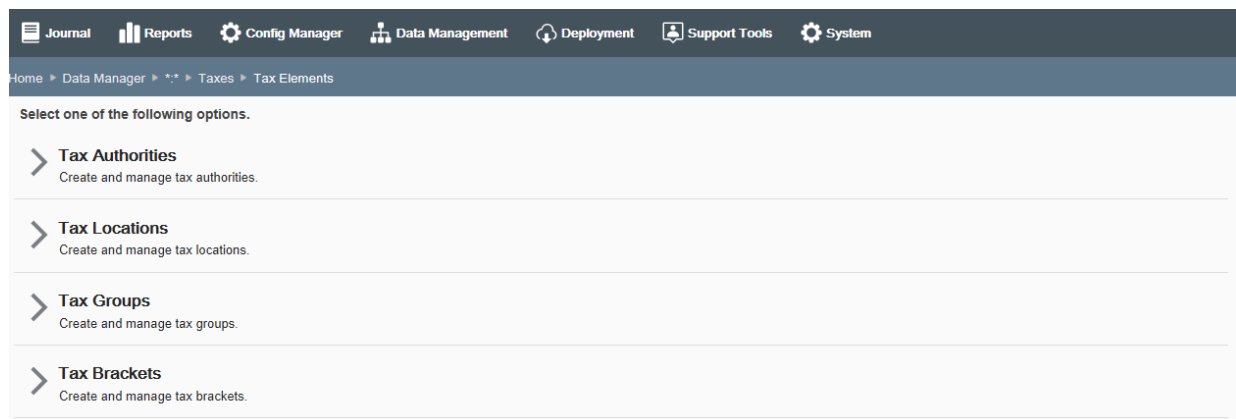 Journal Reports Config Manager Data Management Deployment Support Tools System
Home ▸ Data Manager ▸ *:* ▸ Taxes ▸ Tax Elements
Select one of the following options.
Tax Authorities
Create and manage tax authorities.
Tax Locations
Create and manage tax locations.
Tax Groups
Create and manage tax groups.
Tax Brackets
Create and manage tax brackets.